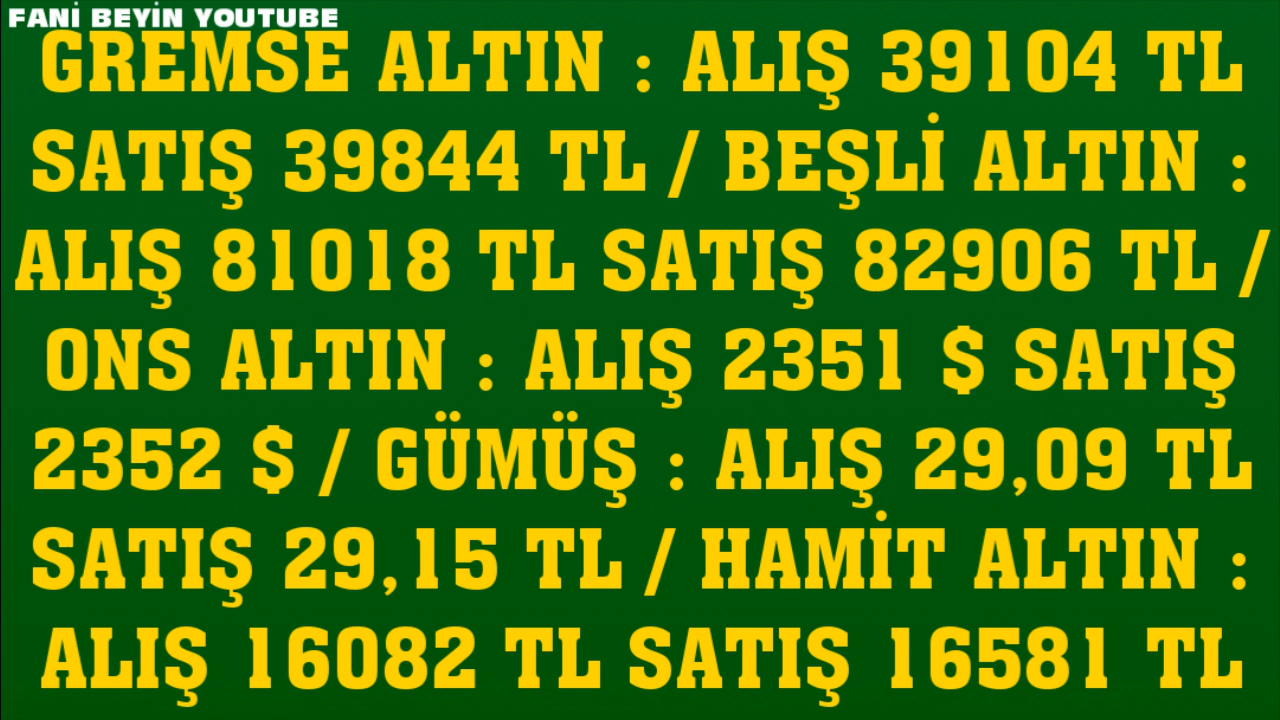 FANİ BEYİN YOUTUBE
GREMSE ALTIN : ALIŞ 39104 TL
SATIŞ 39844 TL / BEŞLİ ALTIN :
ALIŞ 81018 TL SATIŞ 82906 TL /
ONS ALTIN : ALIŞ 2351 $ SATIŞ
2352 $ / GÜMÜŞ : ALIŞ 29,09 TL
SATIŞ 29,15 TL / HAMİT ALTIN :
ALIŞ 16082 TL SATIŞ 16581 TL